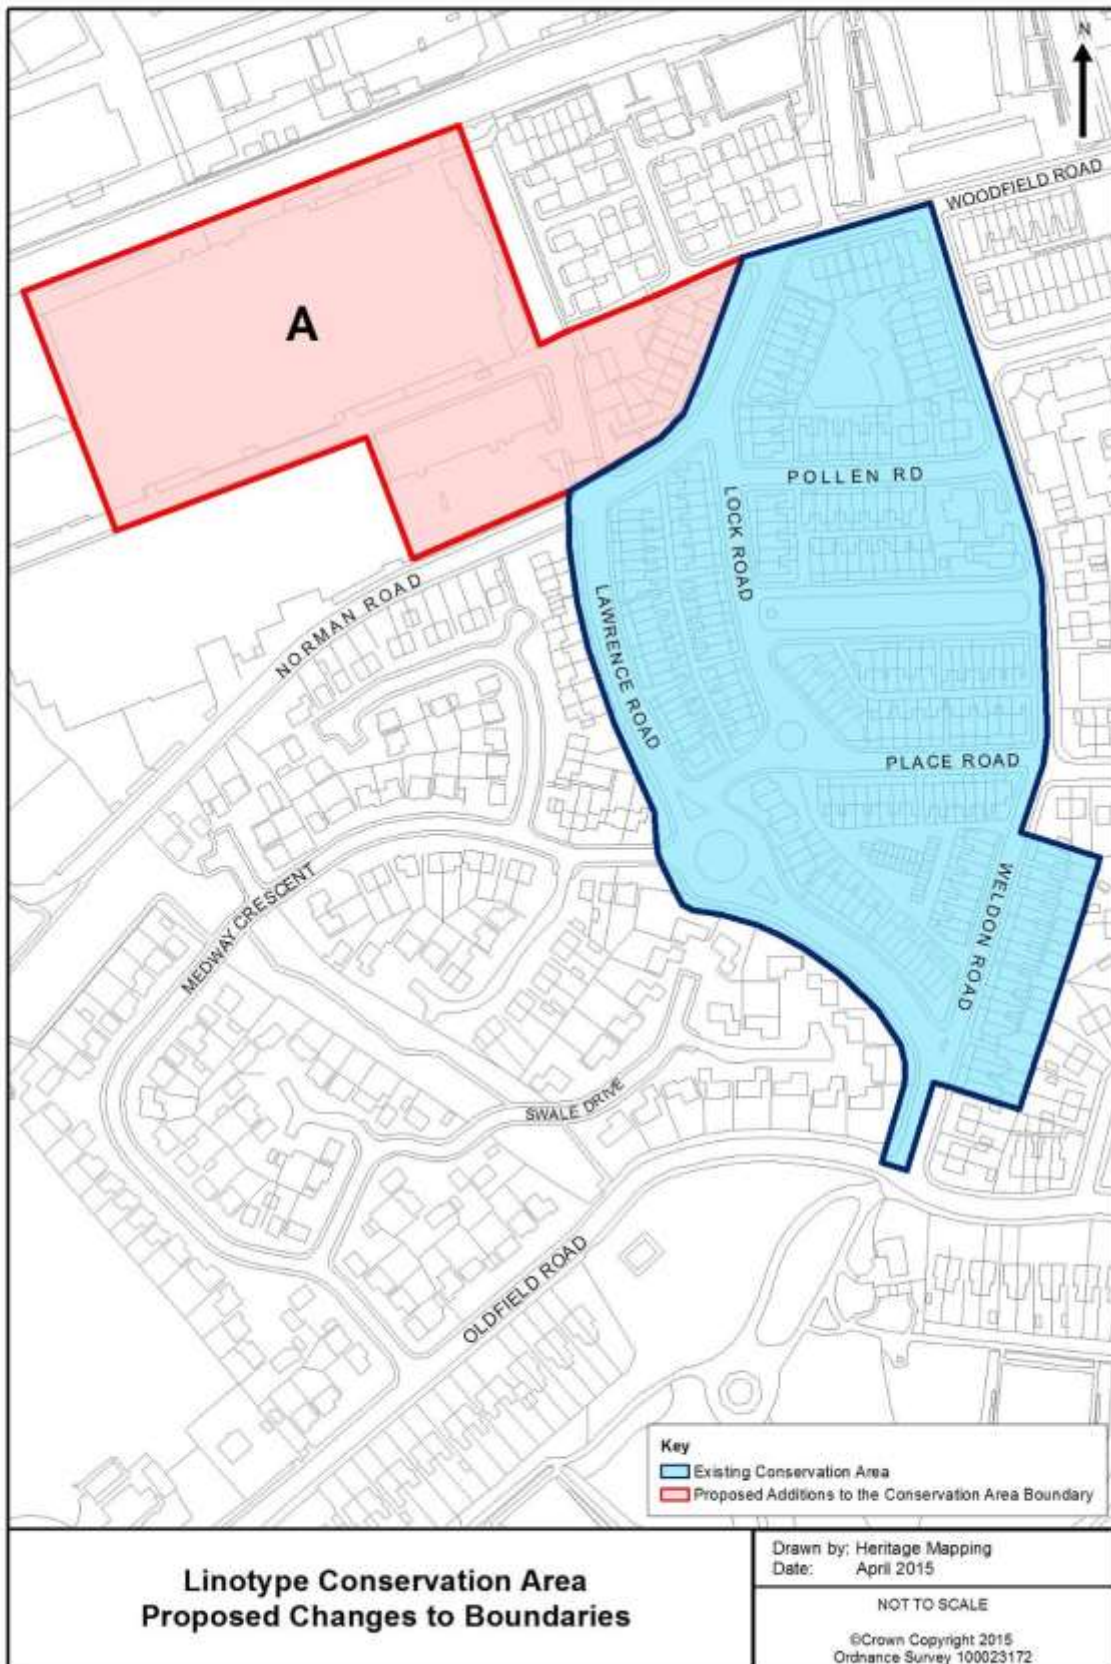 N
WOODFIELD ROAD
A
POLLEN RD
LOCK ROAD
LAWRENCE ROAD
NORMAN ROAD
PLACE ROAD
WELDON ROAD
MEDWAY CRESCENT
SWALE DRIVE
OLDFIELD ROAD
Key
Existing Conservation Area
Proposed Additions to the Conservation Area Boundary
Linotype Conservation Area
Proposed Changes to Boundaries
Drawn by: Heritage Mapping
Date: April 2015
NOT TO SCALE
©Crown Copyright 2015
Ordnance Survey 100023172